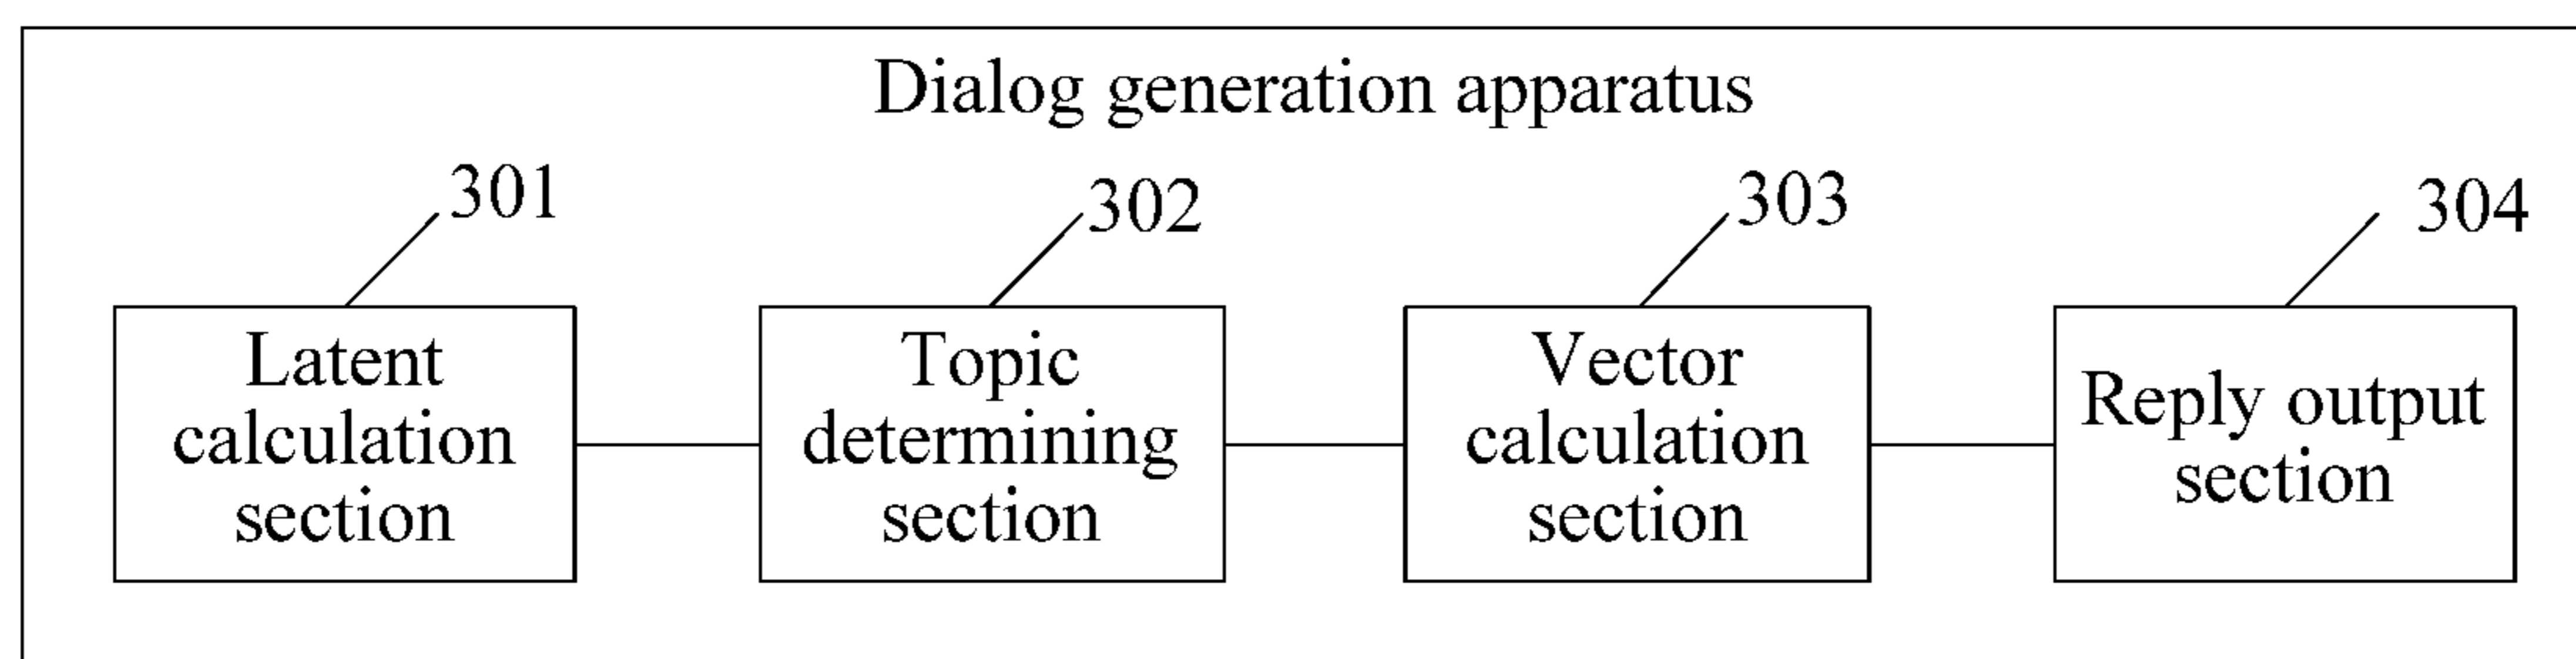 Dialog generation apparatus
301
302
303
304
Latent
calculation
section
Topic
determining
section
Vector
calculation
section
Reply output
section